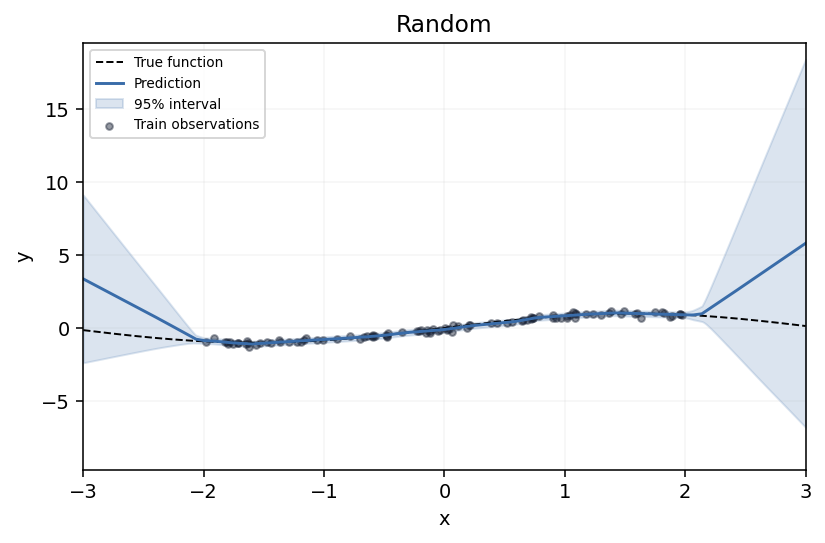 Random
True function
Prediction
95% interval
Train observations
15
10
5
0
−5
y
−3
−2
−1
0
1
2
3
x